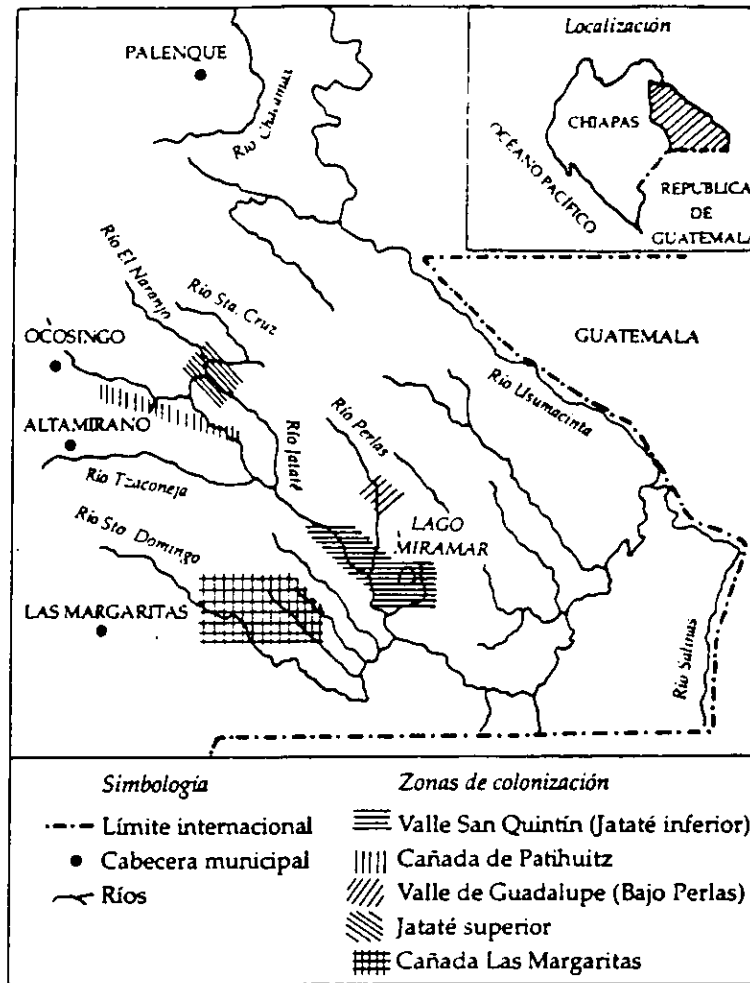 PALENQUE
Río Chacamax
Localización
CHIAPAS
OCÉANO PACÍFICO
REPUBLICA
DE
GUATEMALA
Río El Naranjo
Río Sta. Cruz
OCOSINGO
GUATEMALA
Río Usumacinta
ALTAMIRANO
Río Perlas
Río Jataté
Río Tzaconeja
Río Sto. Domingo
LAGO
MIRAMAR
LAS MARGARITAS
Río Salinas
Simbología
Límite internacional
Cabecera municipal
Ríos
Zonas de colonización
Valle San Quintín (Jataté inferior)
Cañada de Patihuitz
Valle de Guadalupe (Bajo Perlas)
Jataté superior
Cañada Las Margaritas